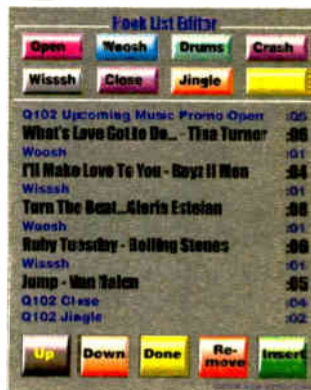 Hook List Editor
Open Woosh Drums Crash
Wisssh Close Jingle
Q102 Upcoming Music Promo Open :05
What's Love Got to Do... - Tina Turner :06
Woosh :01
I'll Make Love To You - Boyz II Men :04
Wisssh :01
Turn The Beat...Gloria Estefan :08
Woosh :01
Ruby Tuesday - Rolling Stones :06
Wisssh :01
Jump - Van Halen :05
Q102 Close :04
Q102 Jingle :02
Up Down Done Re- Insert
move